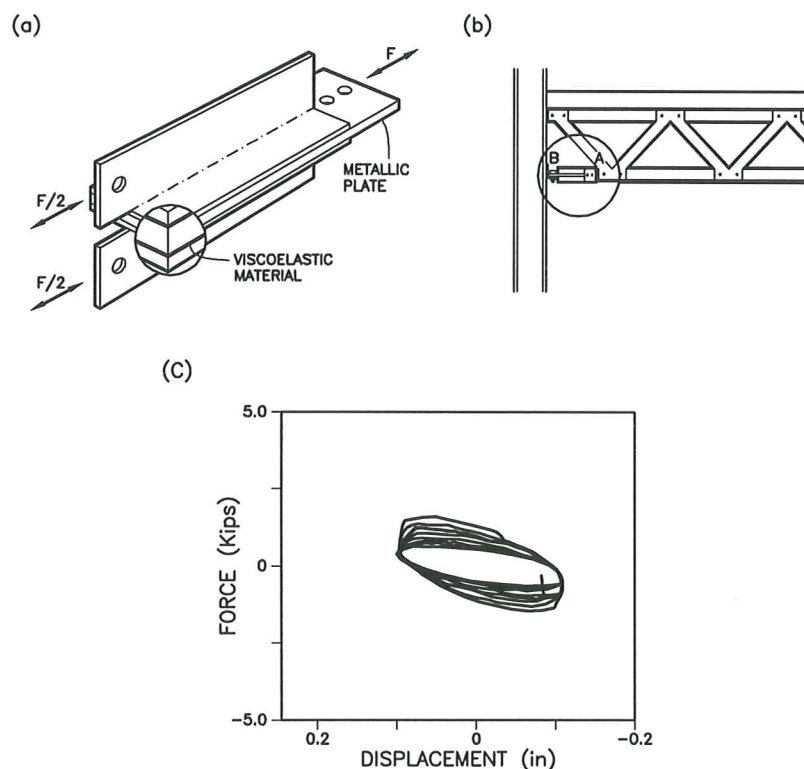 (a)
F
METALLIC
PLATE
F/2
VISCOELASTIC
MATERIAL
F/2
(b)
B
A
(C)
5.0
0
-5.0
FORCE (Kips)
0.2
0
-0.2
DISPLACEMENT (in)